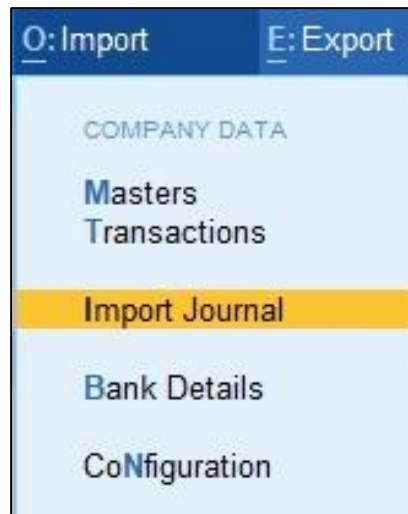 O: Import E: Export
COMPANY DATA
Masters
Transactions
Import Journal
Bank Details
CoNfiguration